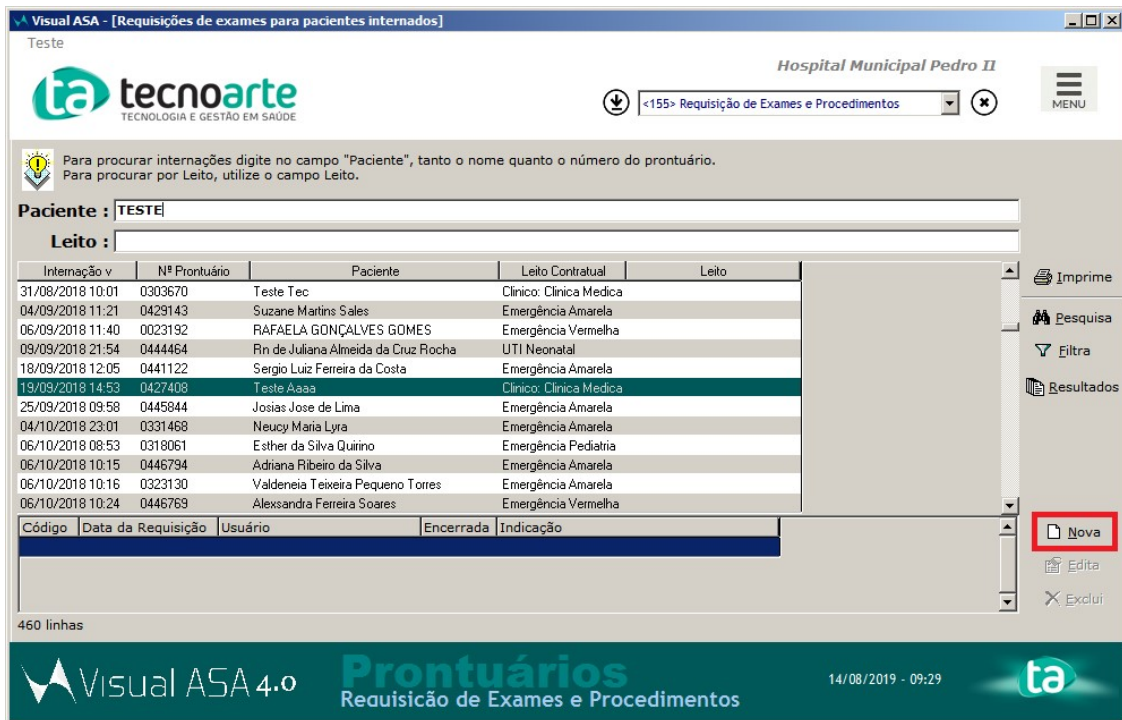 Visual ASA - [Requisições de exames para pacientes internados]
Teste
ta tecnoarte
TECNOLOGIA E GESTÃO EM SAÚDE
Hospital Municipal Pedro II
<155> Requisição de Exames e Procedimentos
MENU
Para procurar internações digite no campo "Paciente", tanto o nome quanto o número do prontuário.
Para procurar por Leito, utilize o campo Leito.
Paciente : TESTE
Leito :
Internação v Nº Prontuário Paciente Leito Contratual Leito
31/08/2018 10:01 0303670 Teste Tec Clinico: Clinica Medica
04/09/2018 11:21 0429143 Suzane Martins Sales Emergência Amarela
06/09/2018 11:40 0023192 RAFAELA GONÇALVES GOMES Emergência Vermelha
09/09/2018 21:54 0444464 Rn de Juliana Almeida da Cruz Rocha UTI Neonatal
18/09/2018 12:05 0441122 Sergio Luiz Ferreira da Costa Emergência Amarela
19/09/2018 14:53 0427408 Teste Aaaa Clinico: Clinica Medica
25/09/2018 09:58 0445844 Josias Jose de Lima Emergência Amarela
04/10/2018 23:01 0331468 Neucy Maria Lyra Emergência Amarela
06/10/2018 08:53 0318061 Esther da Silva Quirino Emergência Pediatria
06/10/2018 10:15 0446794 Adriana Ribeiro da Silva Emergência Amarela
06/10/2018 10:16 0323130 Valdeneia Teixeira Pequeno Torres Emergência Amarela
06/10/2018 10:24 0446769 Alexsandra Ferreira Soares Emergência Vermelha
Imprime
Pesquisa
Filtra
Resultados
Código Data da Requisição Usuário Encerrada Indicação
Nova
Edita
Exclui
460 linhas
Visual ASA 4.0
Prontuários
Requisicão de Exames e Procedimentos
14/08/2019 - 09:29
ta